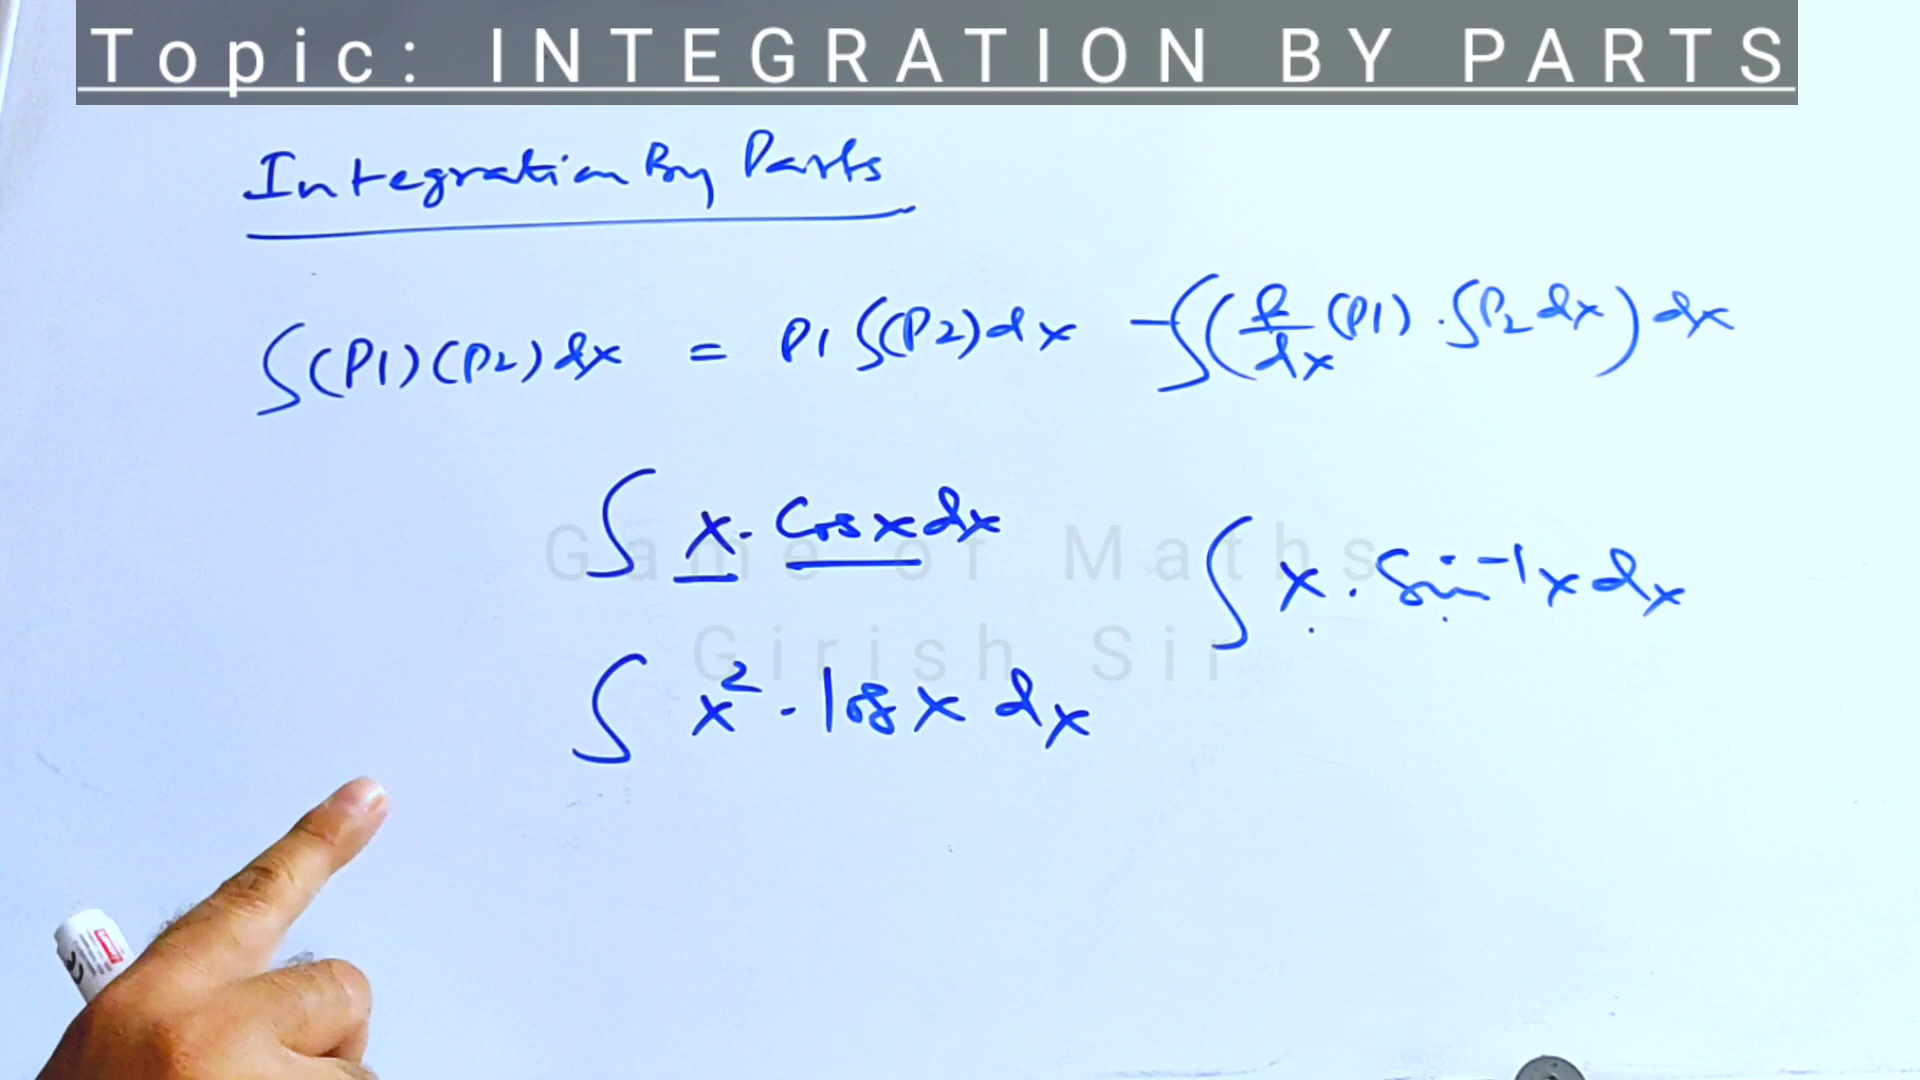 Topic: INTEGRATION BY PARTS
Integration By Parts
∫(P1)(P2)dx = P1∫(P2)dx - ∫(d/dx(P1) . ∫P2dx)dx
∫ x. Cosx dx
∫ x . Sin⁻¹x dx
Game of Maths
Girish Sir
∫ x² . log x dx